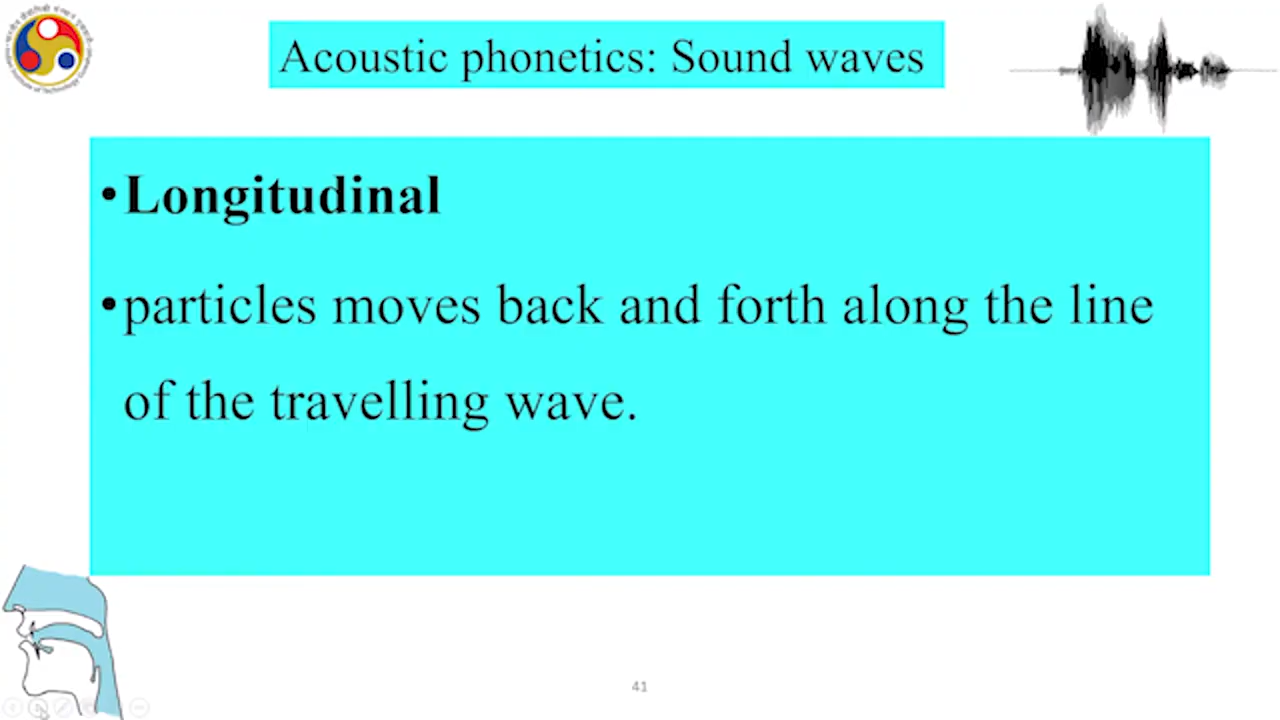 Acoustic phonetics: Sound waves
•Longitudinal
•particles moves back and forth along the line
of the travelling wave.
41